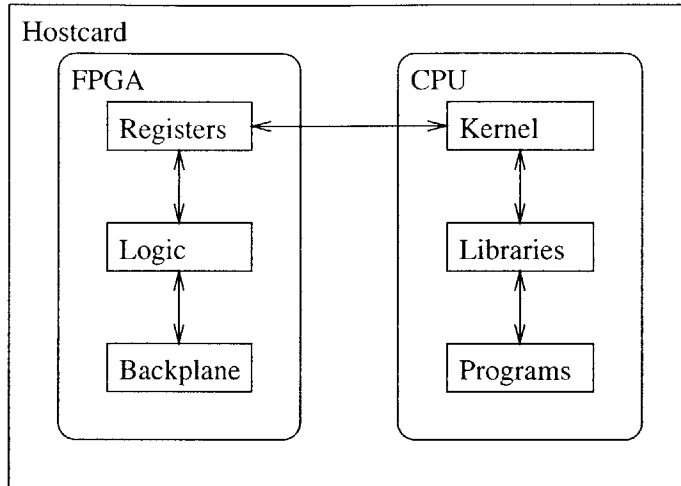 Hostcard
FPGA
CPU
Registers
Kernel
Logic
Libraries
Backplane
Programs